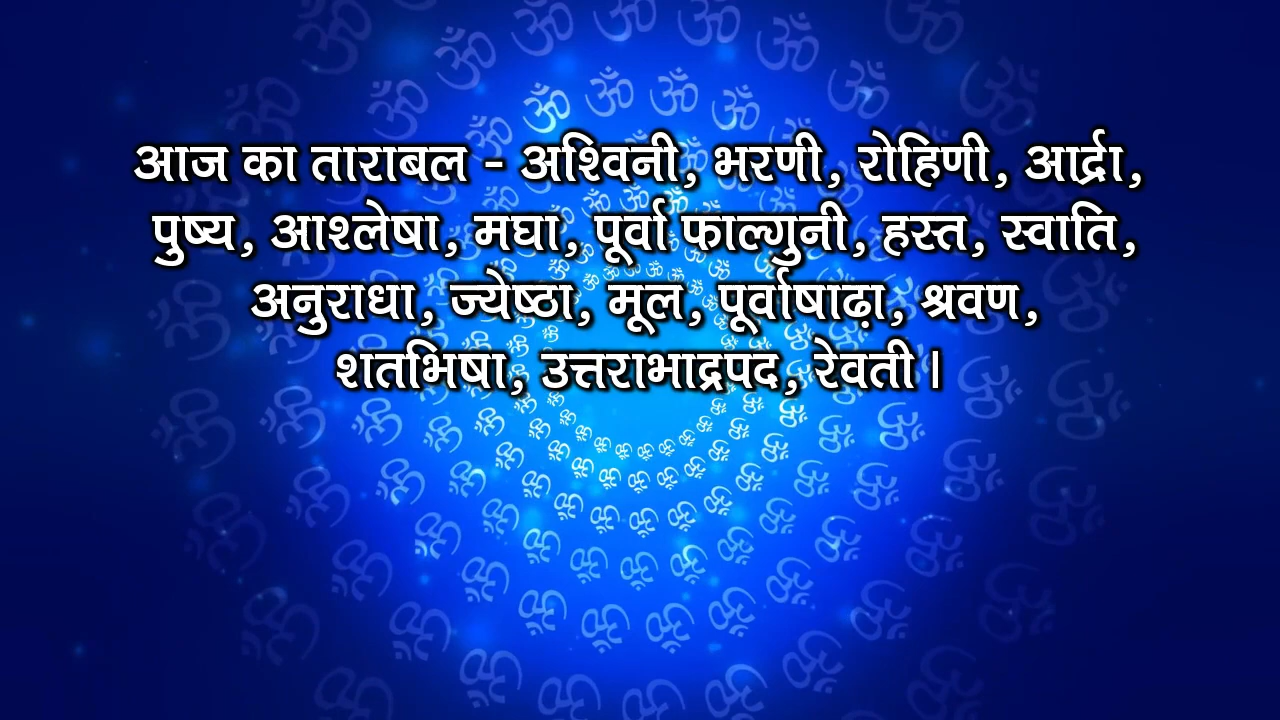 आज का ताराबल - अश्विनी, भरणी, रोहिणी, आर्द्रा,
पुष्य, आश्लेषा, मघा, पूर्वा फाल्गुनी, हस्त, स्वाति,
अनुराधा, ज्येष्ठा, मूल, पूर्वाषाढ़ा, श्रवण,
शतभिषा, उत्तराभाद्रपद, रेवती।